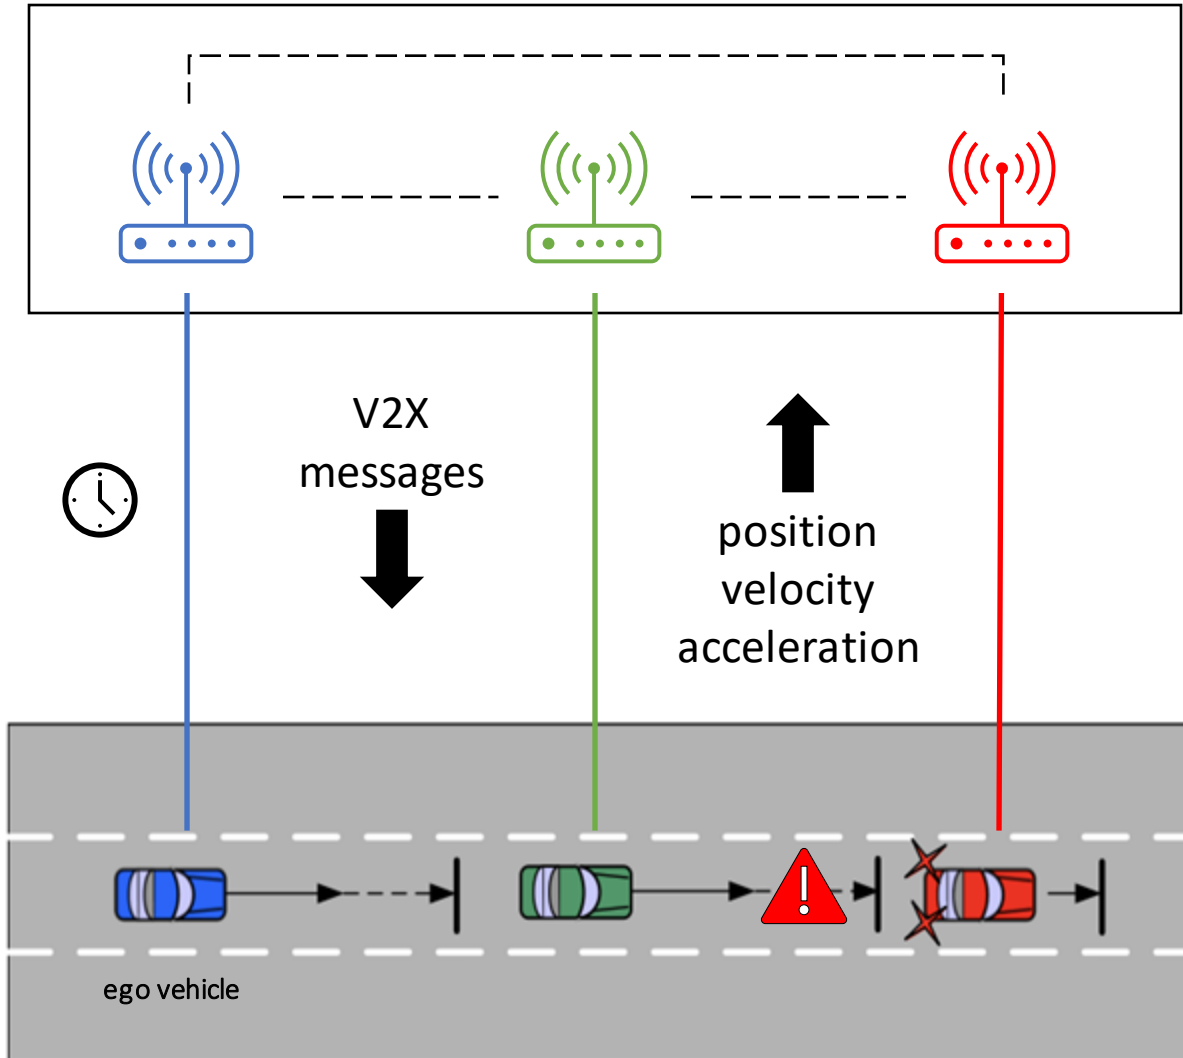 V2X
messages
position
velocity
acceleration
ego vehicle